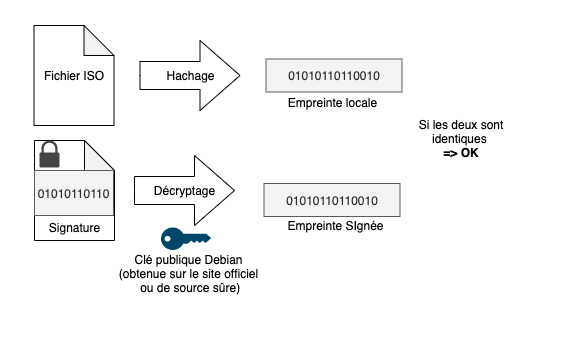 Fichier ISO
Hachage
01010110110010
Empreinte locale
Si les deux sont
identiques
=> OK
01010110110
Signature
Décryptage
01010110110010
Empreinte SIgnée
Clé publique Debian
(obtenue sur le site officiel
ou de source sûre)